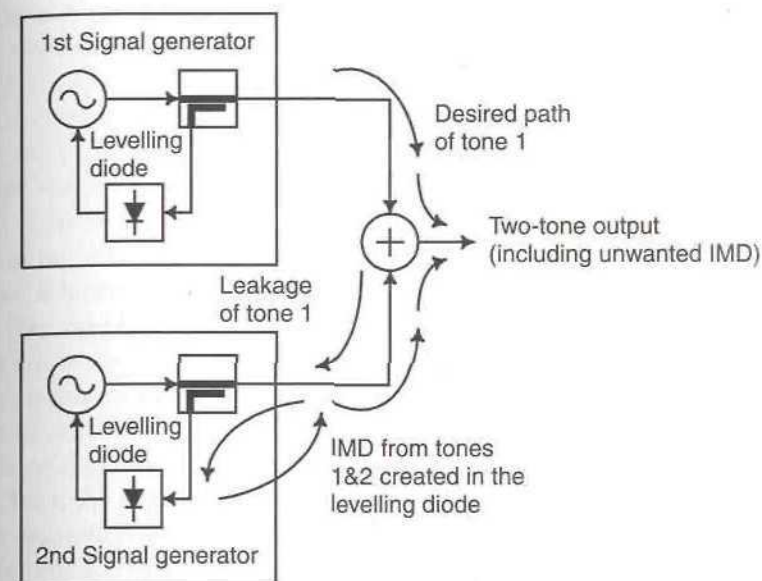 1st Signal generator
Levelling
diode
Desired path
of tone 1
+
Two-tone output
(including unwanted IMD)
Leakage
of tone 1
Levelling
diode
IMD from tones
1&2 created in the
levelling diode
2nd Signal generator